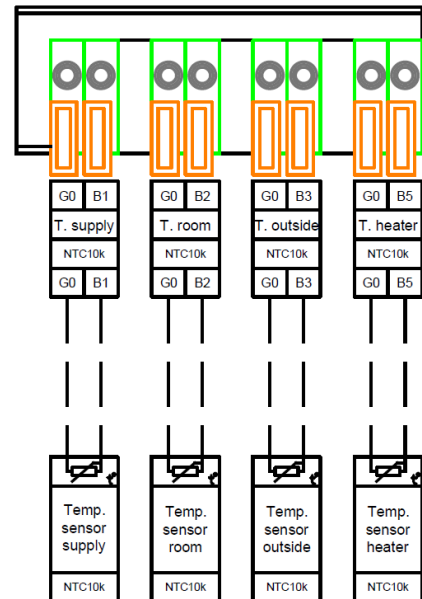 G0 B1 G0 B2 G0 B3 G0 B5
T. supply T. room T. outside T. heater
NTC10k NTC10k NTC10k NTC10k
G0 B1 G0 B2 G0 B3 G0 B5
Temp. Temp. Temp. Temp.
sensor sensor sensor sensor
supply room outside heater
NTC10k NTC10k NTC10k NTC10k